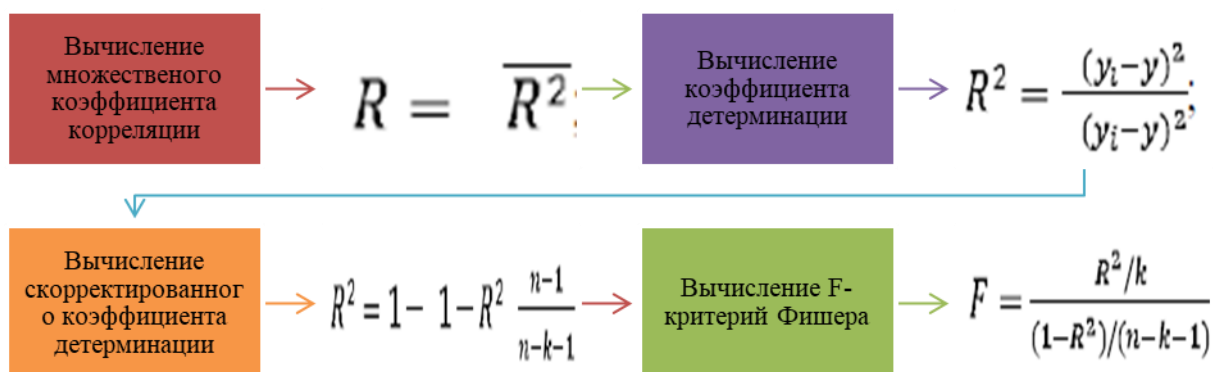 Вычисление
множественого
коэффициента
корреляции
R = √R²;
Вычисление
коэффициента
детерминации
R² = (yᵢ−y)² / (yᵢ−y)²;
Вычисление
скорректированног
о коэффициента
детерминации
R² = 1− 1−R² n−1 / n−k−1
Вычисление F-
критерий Фишера
F = R²/k / (1−R²)/(n−k−1)